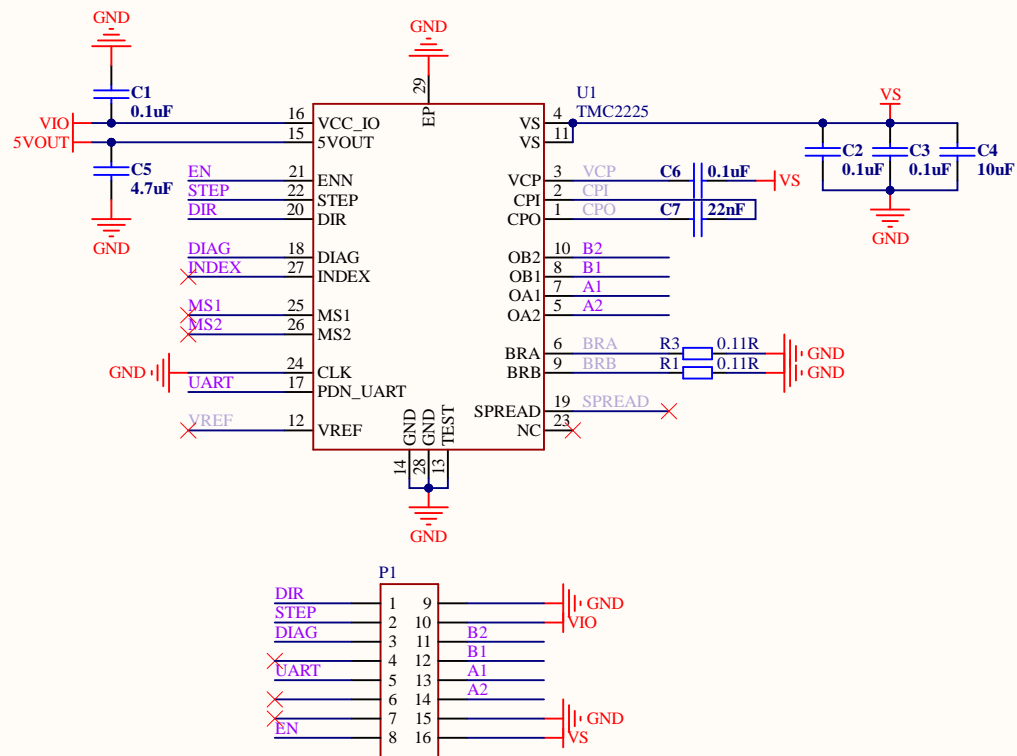 GND
GND
C1
0.1uF
VIO
5VOUT
C5
4.7uF
GND
29
EP
U1
TMC2225
16 VCC_IO
15 5VOUT
EN 21 ENN
STEP 22 STEP
DIR 20 DIR
DIAG 18 DIAG
INDEX 27 INDEX
MS1 25 MS1
MS2 26 MS2
GND 24 CLK
UART 17 PDN_UART
VREF 12 VREF
VS 4
VS 11
VS
C2
0.1uF
C3
0.1uF
C4
10uF
GND
VCP 3 VCP C6 0.1uF VS
CPI 2 CPI
CPO 1 CPO C7 22nF
OB2 10 B2
OB1 8 B1
OA1 7 A1
OA2 5 A2
BRA 6 BRA R3 0.11R GND
BRB 9 BRB R1 0.11R GND
SPREAD 19 SPREAD
NC 23
GND GND TEST
14 28 13
GND
P1
DIR 1 9 GND
STEP 2 10 VIO
DIAG 3 11 B2
4 12 B1
UART 5 13 A1
6 14 A2
7 15 GND
EN 8 16 VS